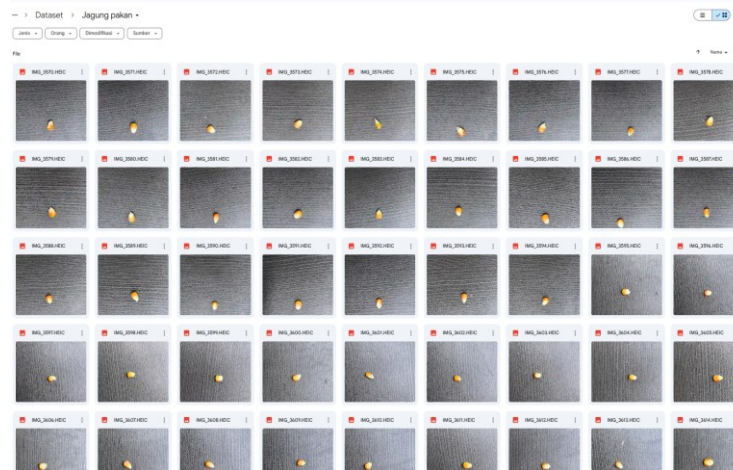 Dataset > Jagung pakan
Jenis Orang Dimodifikasi Sumber
File
Nama
IMG_3570.HEIC IMG_3571.HEIC IMG_3572.HEIC IMG_3573.HEIC IMG_3574.HEIC IMG_3575.HEIC IMG_3576.HEIC IMG_3577.HEIC IMG_3578.HEIC
IMG_3579.HEIC IMG_3580.HEIC IMG_3581.HEIC IMG_3582.HEIC IMG_3583.HEIC IMG_3584.HEIC IMG_3585.HEIC IMG_3586.HEIC IMG_3587.HEIC
IMG_3588.HEIC IMG_3589.HEIC IMG_3590.HEIC IMG_3591.HEIC IMG_3592.HEIC IMG_3593.HEIC IMG_3594.HEIC IMG_3595.HEIC IMG_3596.HEIC
IMG_3597.HEIC IMG_3598.HEIC IMG_3599.HEIC IMG_3600.HEIC IMG_3601.HEIC IMG_3602.HEIC IMG_3603.HEIC IMG_3604.HEIC IMG_3605.HEIC
IMG_3606.HEIC IMG_3607.HEIC IMG_3608.HEIC IMG_3609.HEIC IMG_3610.HEIC IMG_3611.HEIC IMG_3612.HEIC IMG_3613.HEIC IMG_3614.HEIC